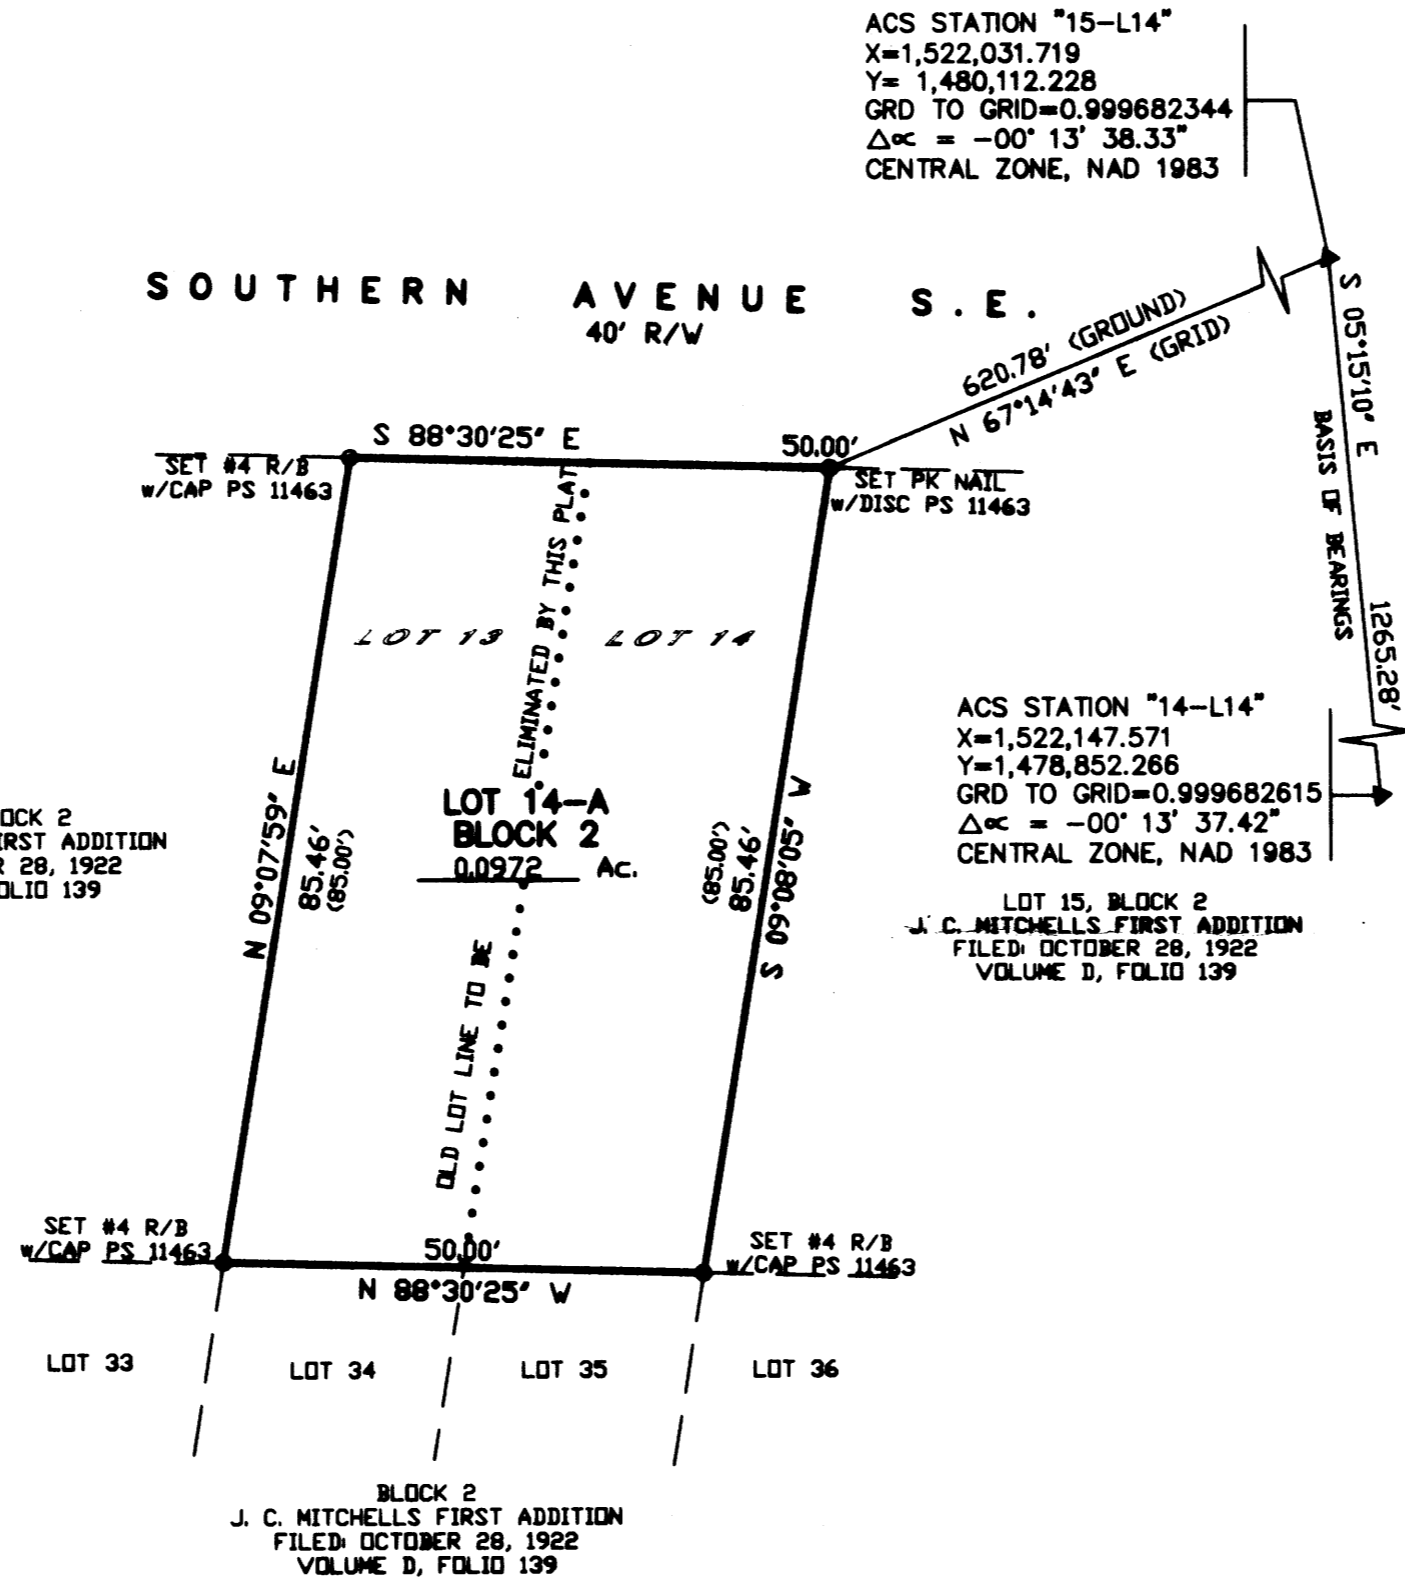 ACS STATION "15-L14"
X=1,522,031.719
Y= 1,480,112.228
GRD TO GRID=0.999682344
△∝ = -00° 13' 38.33"
CENTRAL ZONE, NAD 1983
SOUTHERN AVENUE S.E.
40' R/W
620.78' (GROUND)
N 67°14'43" E (GRID)
S 05°15'10" E
BASIS OF BEARINGS
1265.28'
S 88°30'25" E
50.00'
SET #4 R/B
w/CAP PS 11463
SET PK NAIL
w/DISC PS 11463
LOT 13
LOT 14
OLD LOT LINE TO BE
ELIMINATED BY THIS PLAT
N 09°07'59" E
85.46'
(85.00')
LOT 14-A
BLOCK 2
0.0972 Ac.
(85.00')
85.46'
S 09°08'05" W
ACS STATION "14-L14"
X=1,522,147.571
Y=1,478,852.266
GRD TO GRID=0.999682615
△∝ = -00° 13' 37.42"
CENTRAL ZONE, NAD 1983
OCK 2
IRST ADDITION
R 28, 1922
OLIO 139
LOT 15, BLOCK 2
J. C. MITCHELLS FIRST ADDITION
FILED: OCTOBER 28, 1922
VOLUME D, FOLIO 139
SET #4 R/B
w/CAP PS 11463
50.00'
N 88°30'25" W
SET #4 R/B
w/CAP PS 11463
LOT 33
LOT 34
LOT 35
LOT 36
BLOCK 2
J. C. MITCHELLS FIRST ADDITION
FILED: OCTOBER 28, 1922
VOLUME D, FOLIO 139